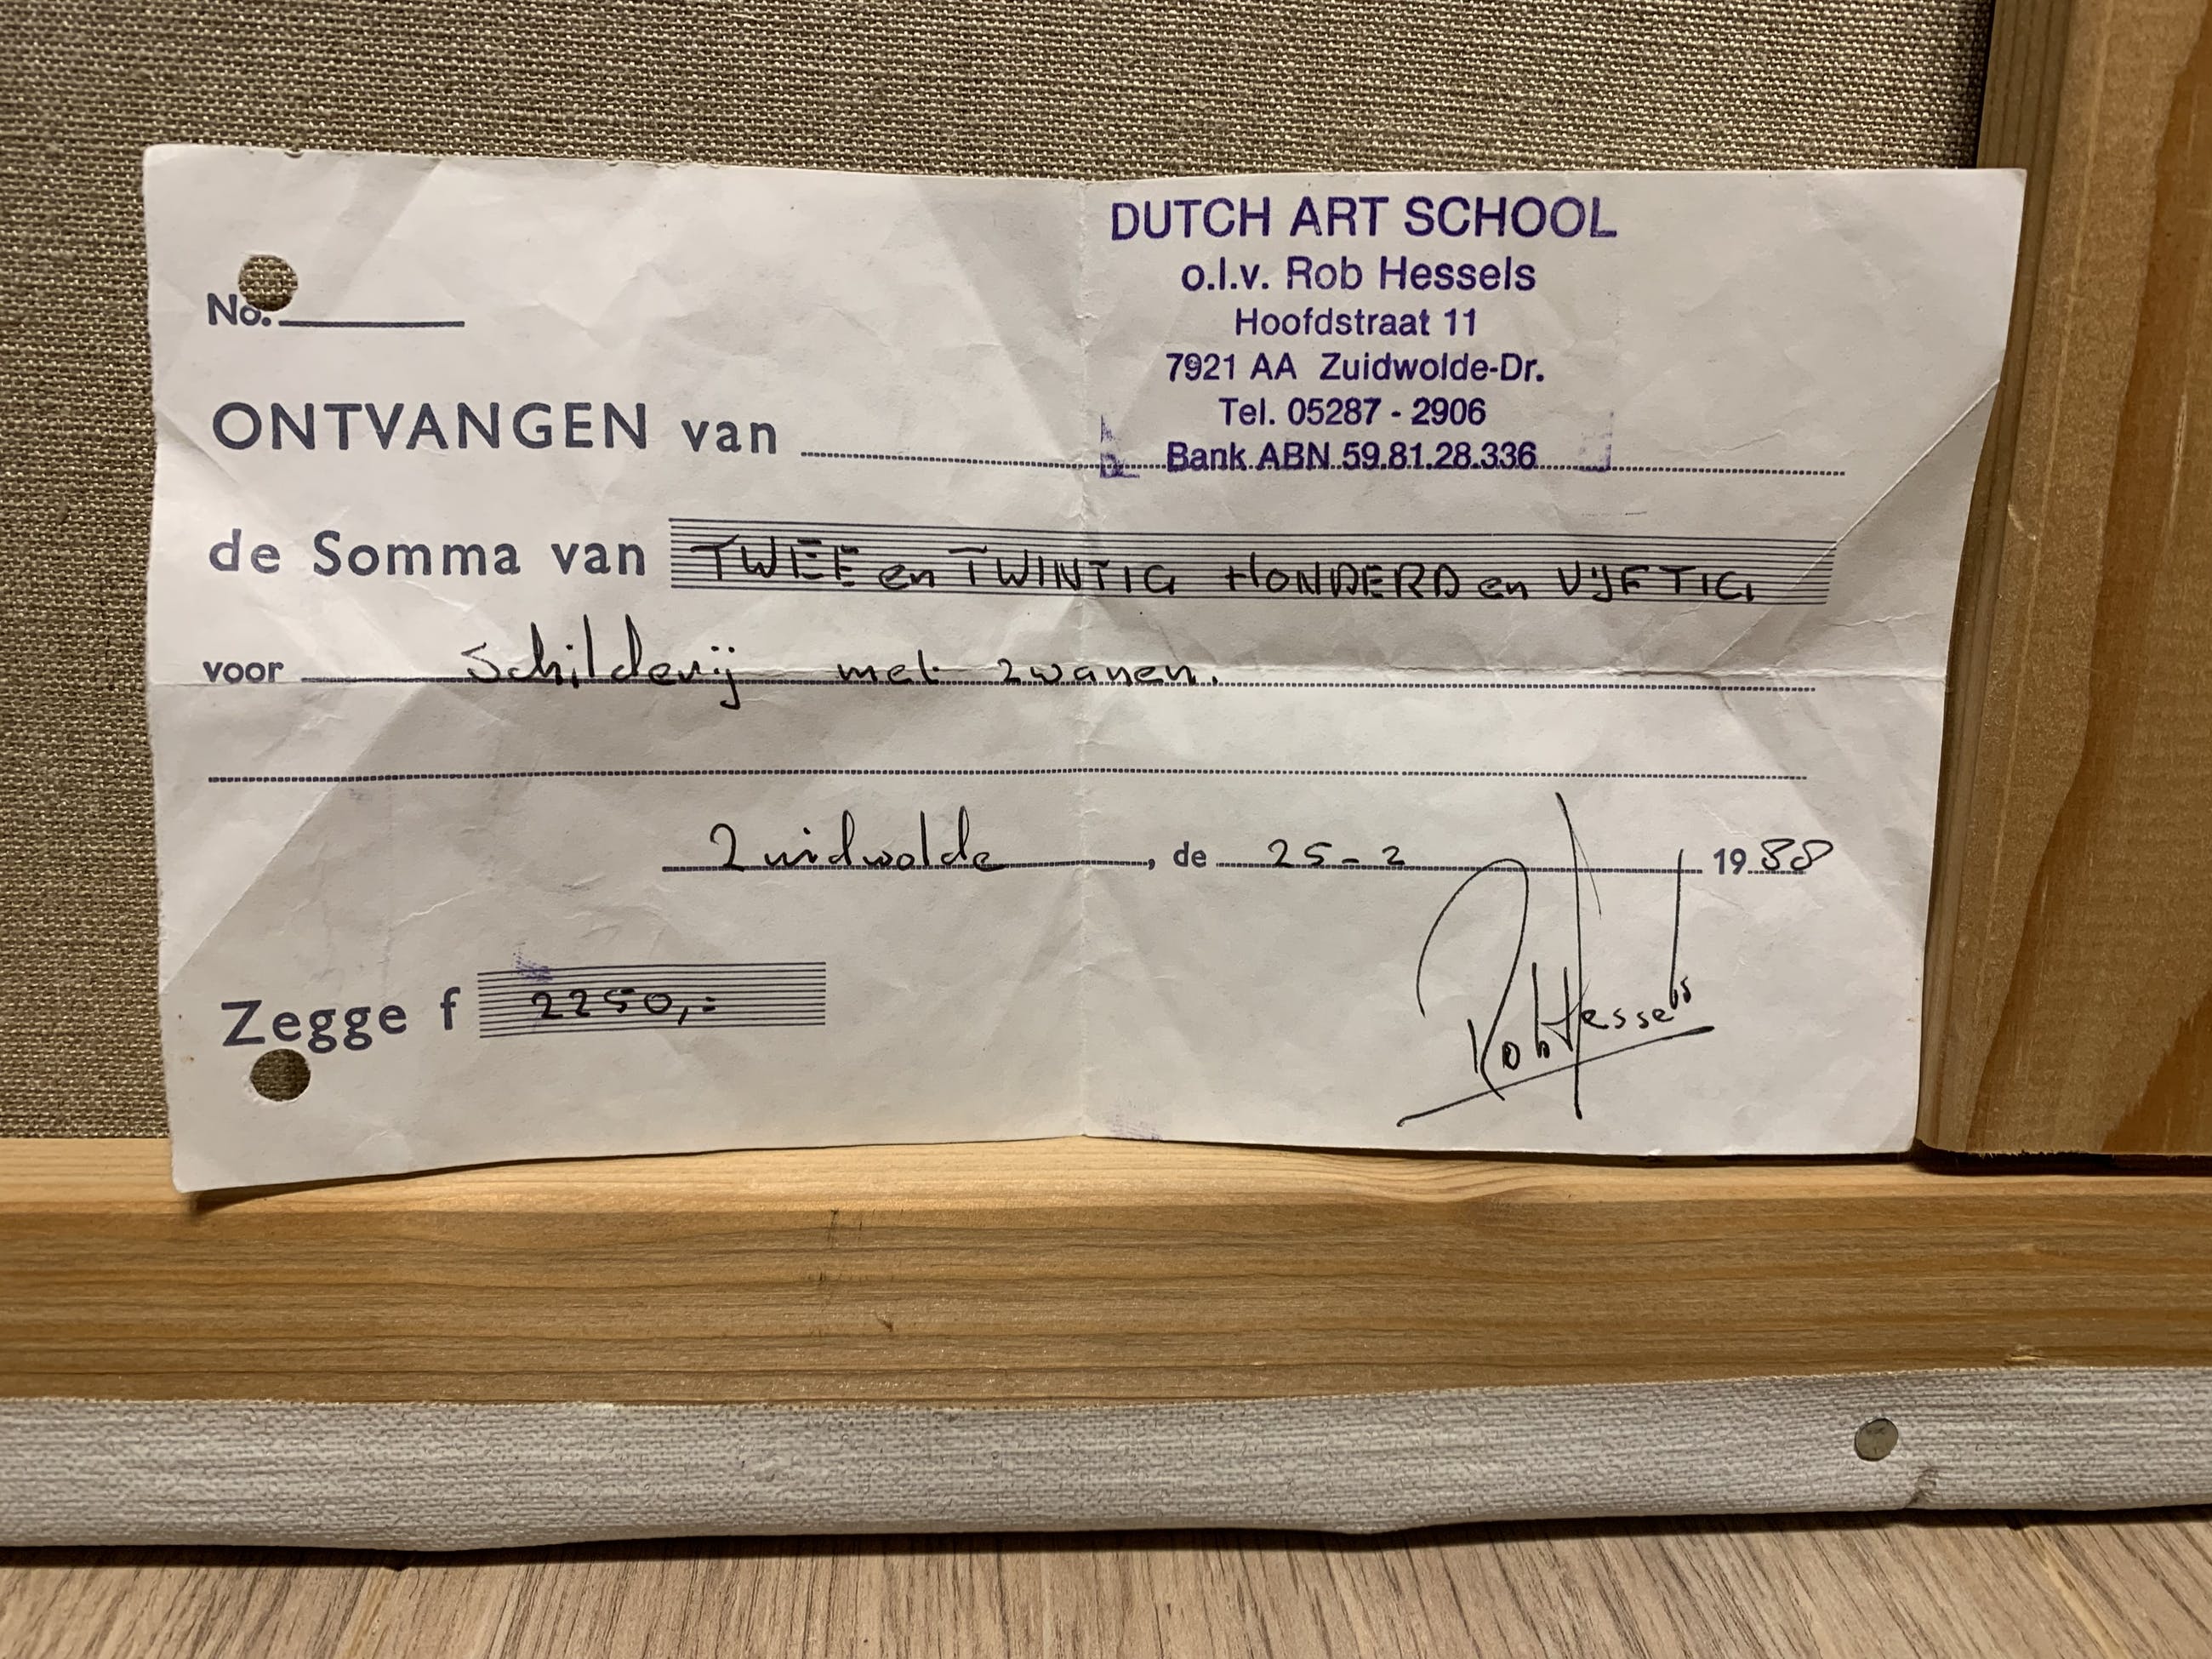 DUTCH ART SCHOOL
o.l.v. Rob Hessels
Hoofdstraat 11
7921 AA Zuidwolde-Dr.
Tel. 05287 - 2906
Bank ABN 59.81.28.336
No.
ONTVANGEN van
de Somma van TWEE en TWINTIG HONDERD en VIJFTIG
voor Schilderij met zwanen.
Zuidwolde, de 25-2 1988
Zegge f 2250,=
Rob Hessels